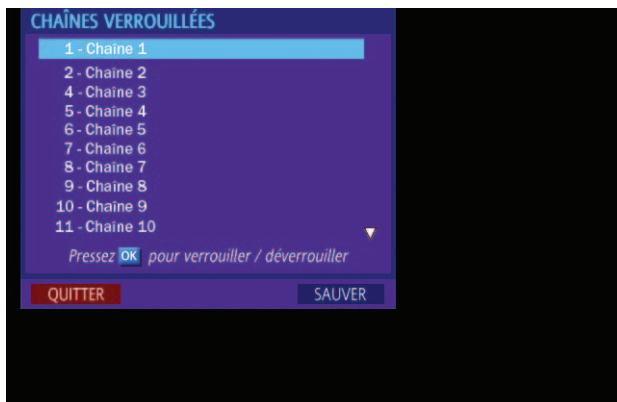 CHAÎNES VERROUILLÉES
1 - Chaîne 1
2 - Chaîne 2
4 - Chaîne 3
5 - Chaîne 4
6 - Chaîne 5
7 - Chaîne 6
8 - Chaîne 7
9 - Chaîne 8
10 - Chaîne 9
11 - Chaîne 10
Pressez OK pour verrouiller / déverrouiller
QUITTER SAUVER